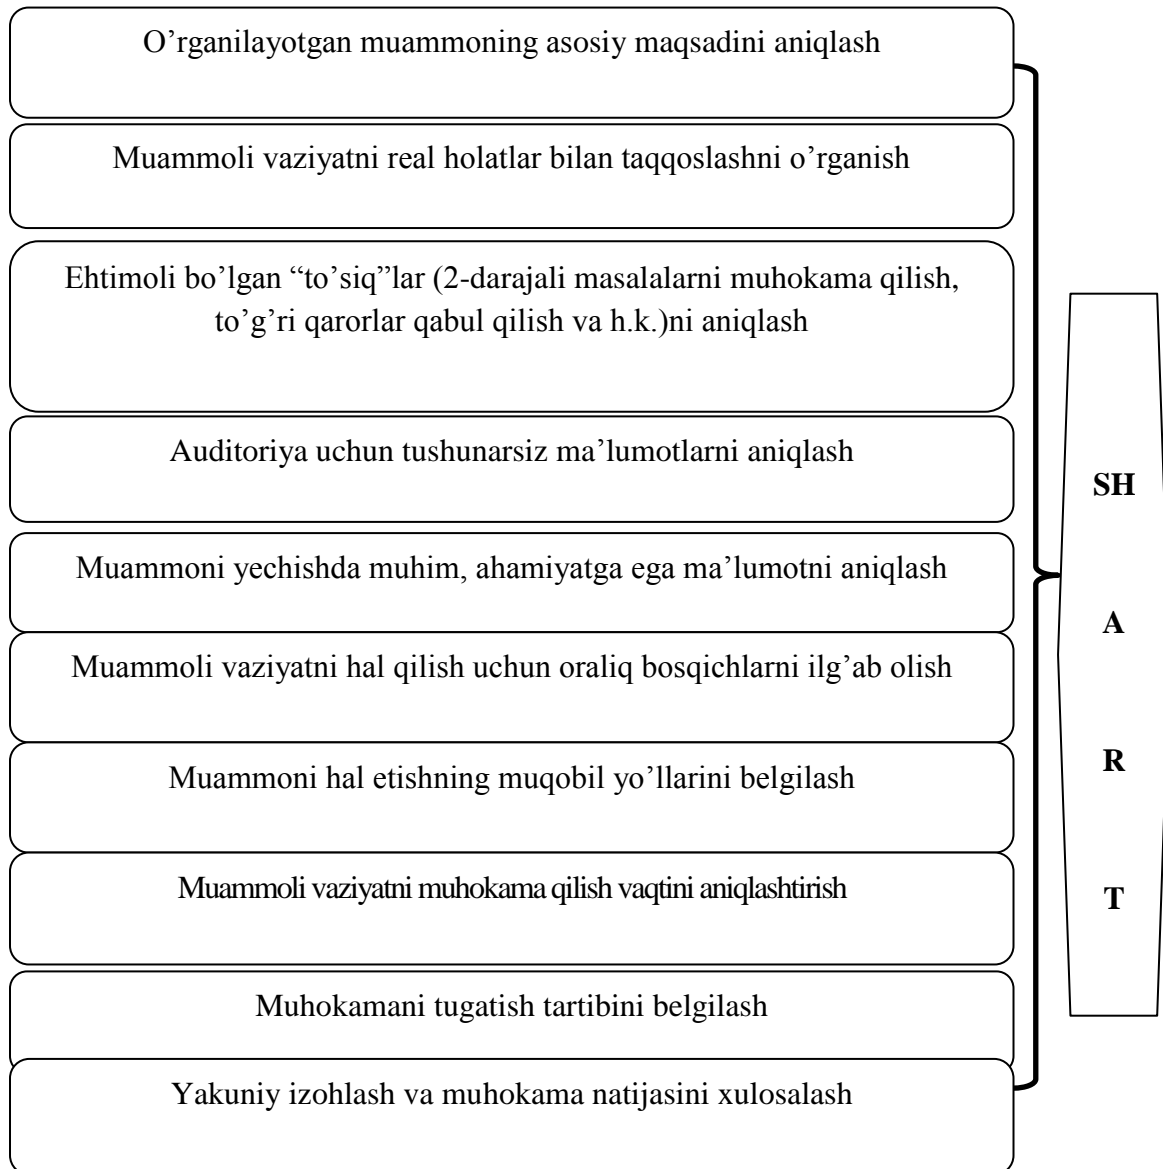 O’rganilayotgan muammoning asosiy maqsadini aniqlash
Muammoli vaziyatni real holatlar bilan taqqoslashni o’rganish
Ehtimoli bo’lgan “to’siq”lar (2-darajali masalalarni muhokama qilish,
to’g’ri qarorlar qabul qilish va h.k.)ni aniqlash
Auditoriya uchun tushunarsiz ma’lumotlarni aniqlash
Muammoni yechishda muhim, ahamiyatga ega ma’lumotni aniqlash
Muammoli vaziyatni hal qilish uchun oraliq bosqichlarni ilg’ab olish
Muammoni hal etishning muqobil yo’llarini belgilash
Muammoli vaziyatni muhokama qilish vaqtini aniqlashtirish
Muhokamani tugatish tartibini belgilash
Yakuniy izohlash va muhokama natijasini xulosalash
SH
A
R
T